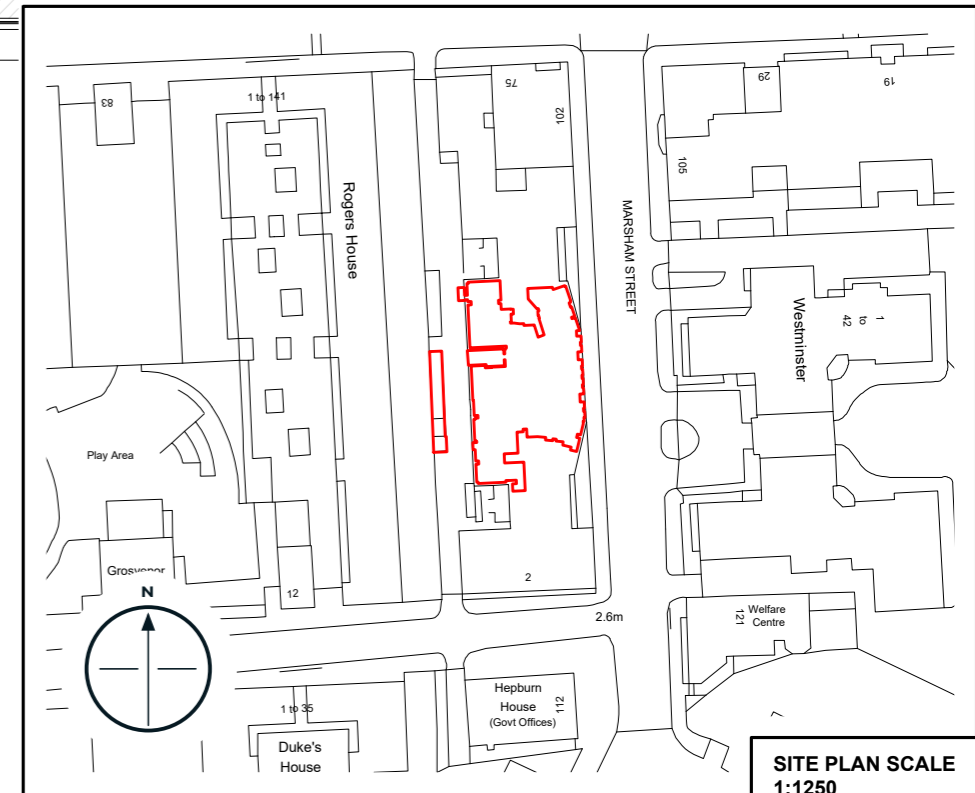 83
1 to 141
75
102
29
19
105
Rogers House
MARSHAM STREET
Westminster
1
to
42
Play Area
Grosvenor
N
12
2
2.6m
121
Welfare
Centre
Hepburn
House
(Govt Offices)
112
1 to 35
Duke's
House
SITE PLAN SCALE
1:1250